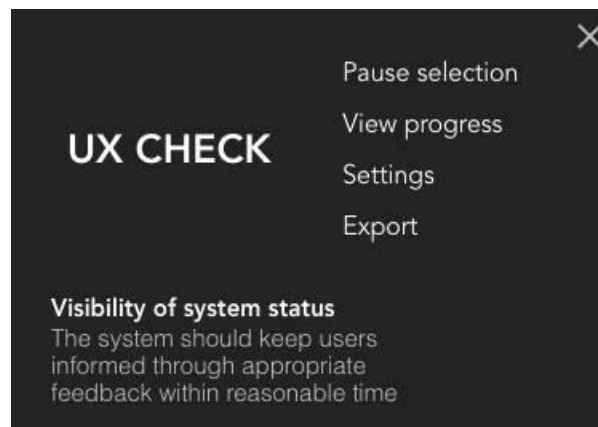 UX CHECK
Pause selection
View progress
Settings
Export
Visibility of system status
The system should keep users
informed through appropriate
feedback within reasonable time